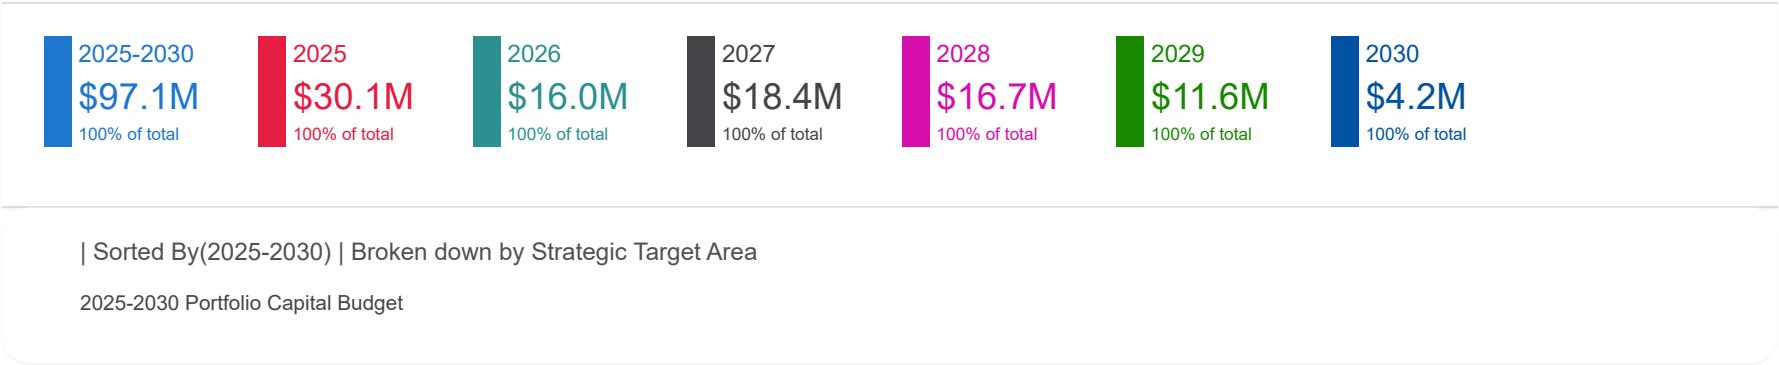 2025-2030
$97.1M
100% of total
2025
$30.1M
100% of total
2026
$16.0M
100% of total
2027
$18.4M
100% of total
2028
$16.7M
100% of total
2029
$11.6M
100% of total
2030
$4.2M
100% of total
| Sorted By(2025-2030) | Broken down by Strategic Target Area
2025-2030 Portfolio Capital Budget